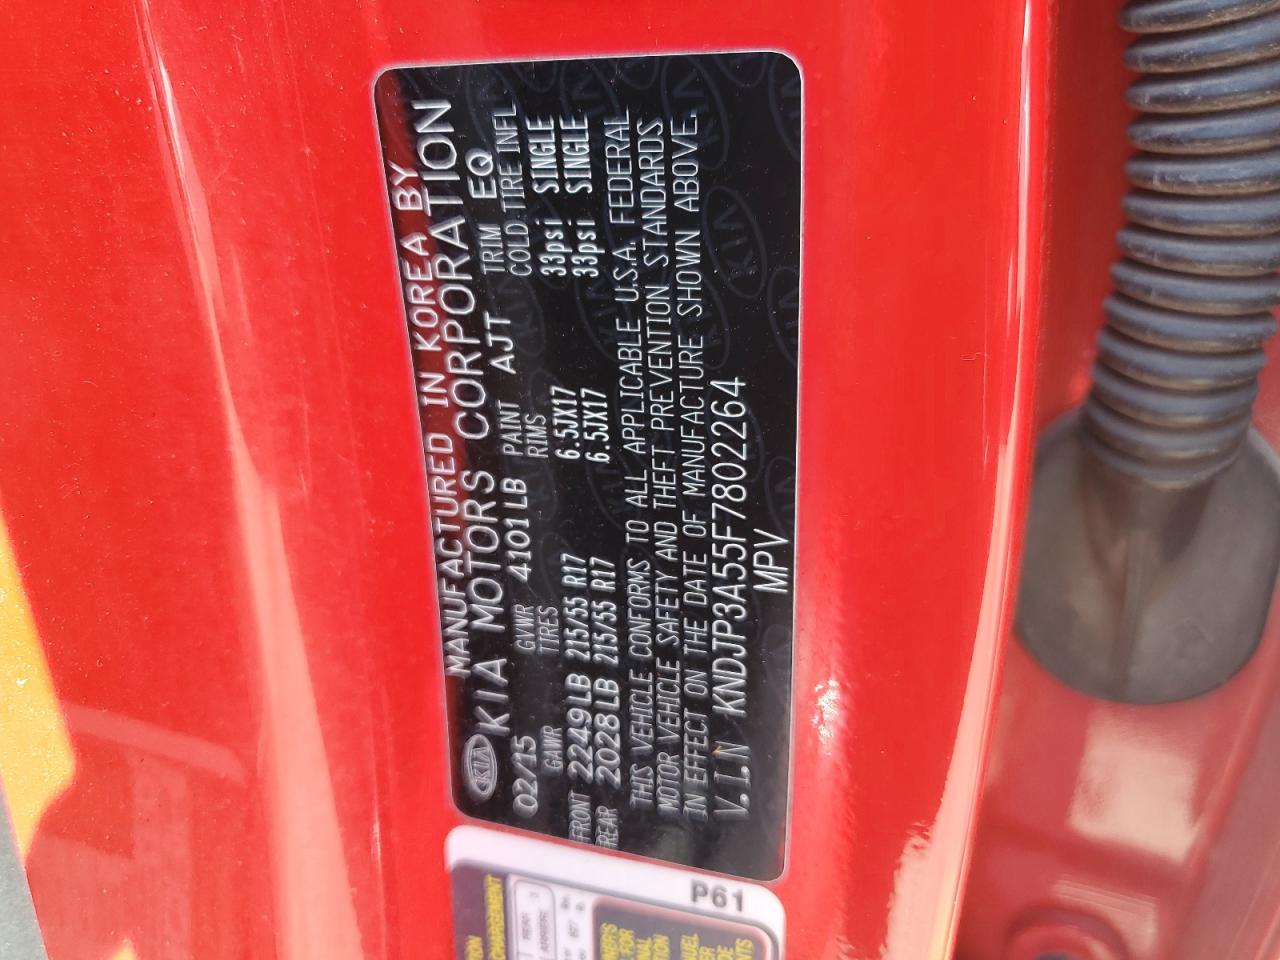 MANUFACTURED IN KOREA BY
KIA KIA MOTORS CORPORATION
02/15 GVWR 4101LB PAINT AJT TRIM EQ
GAWR TIRES RIMS COLD TIRE INFL
FRONT 2249LB 215/55 R17 6.5JX17 33psi SINGLE
REAR 2028LB 215/55 R17 6.5JX17 33psi SINGLE
THIS VEHICLE CONFORMS TO ALL APPLICABLE U.S.A. FEDERAL
MOTOR VEHICLE SAFETY AND THEFT PREVENTION STANDARDS
IN EFFECT ON THE DATE OF MANUFACTURE SHOWN ABOVE.
V.I.N KNDJP3A55F7802264
MPV
P61
CHARGEMENT